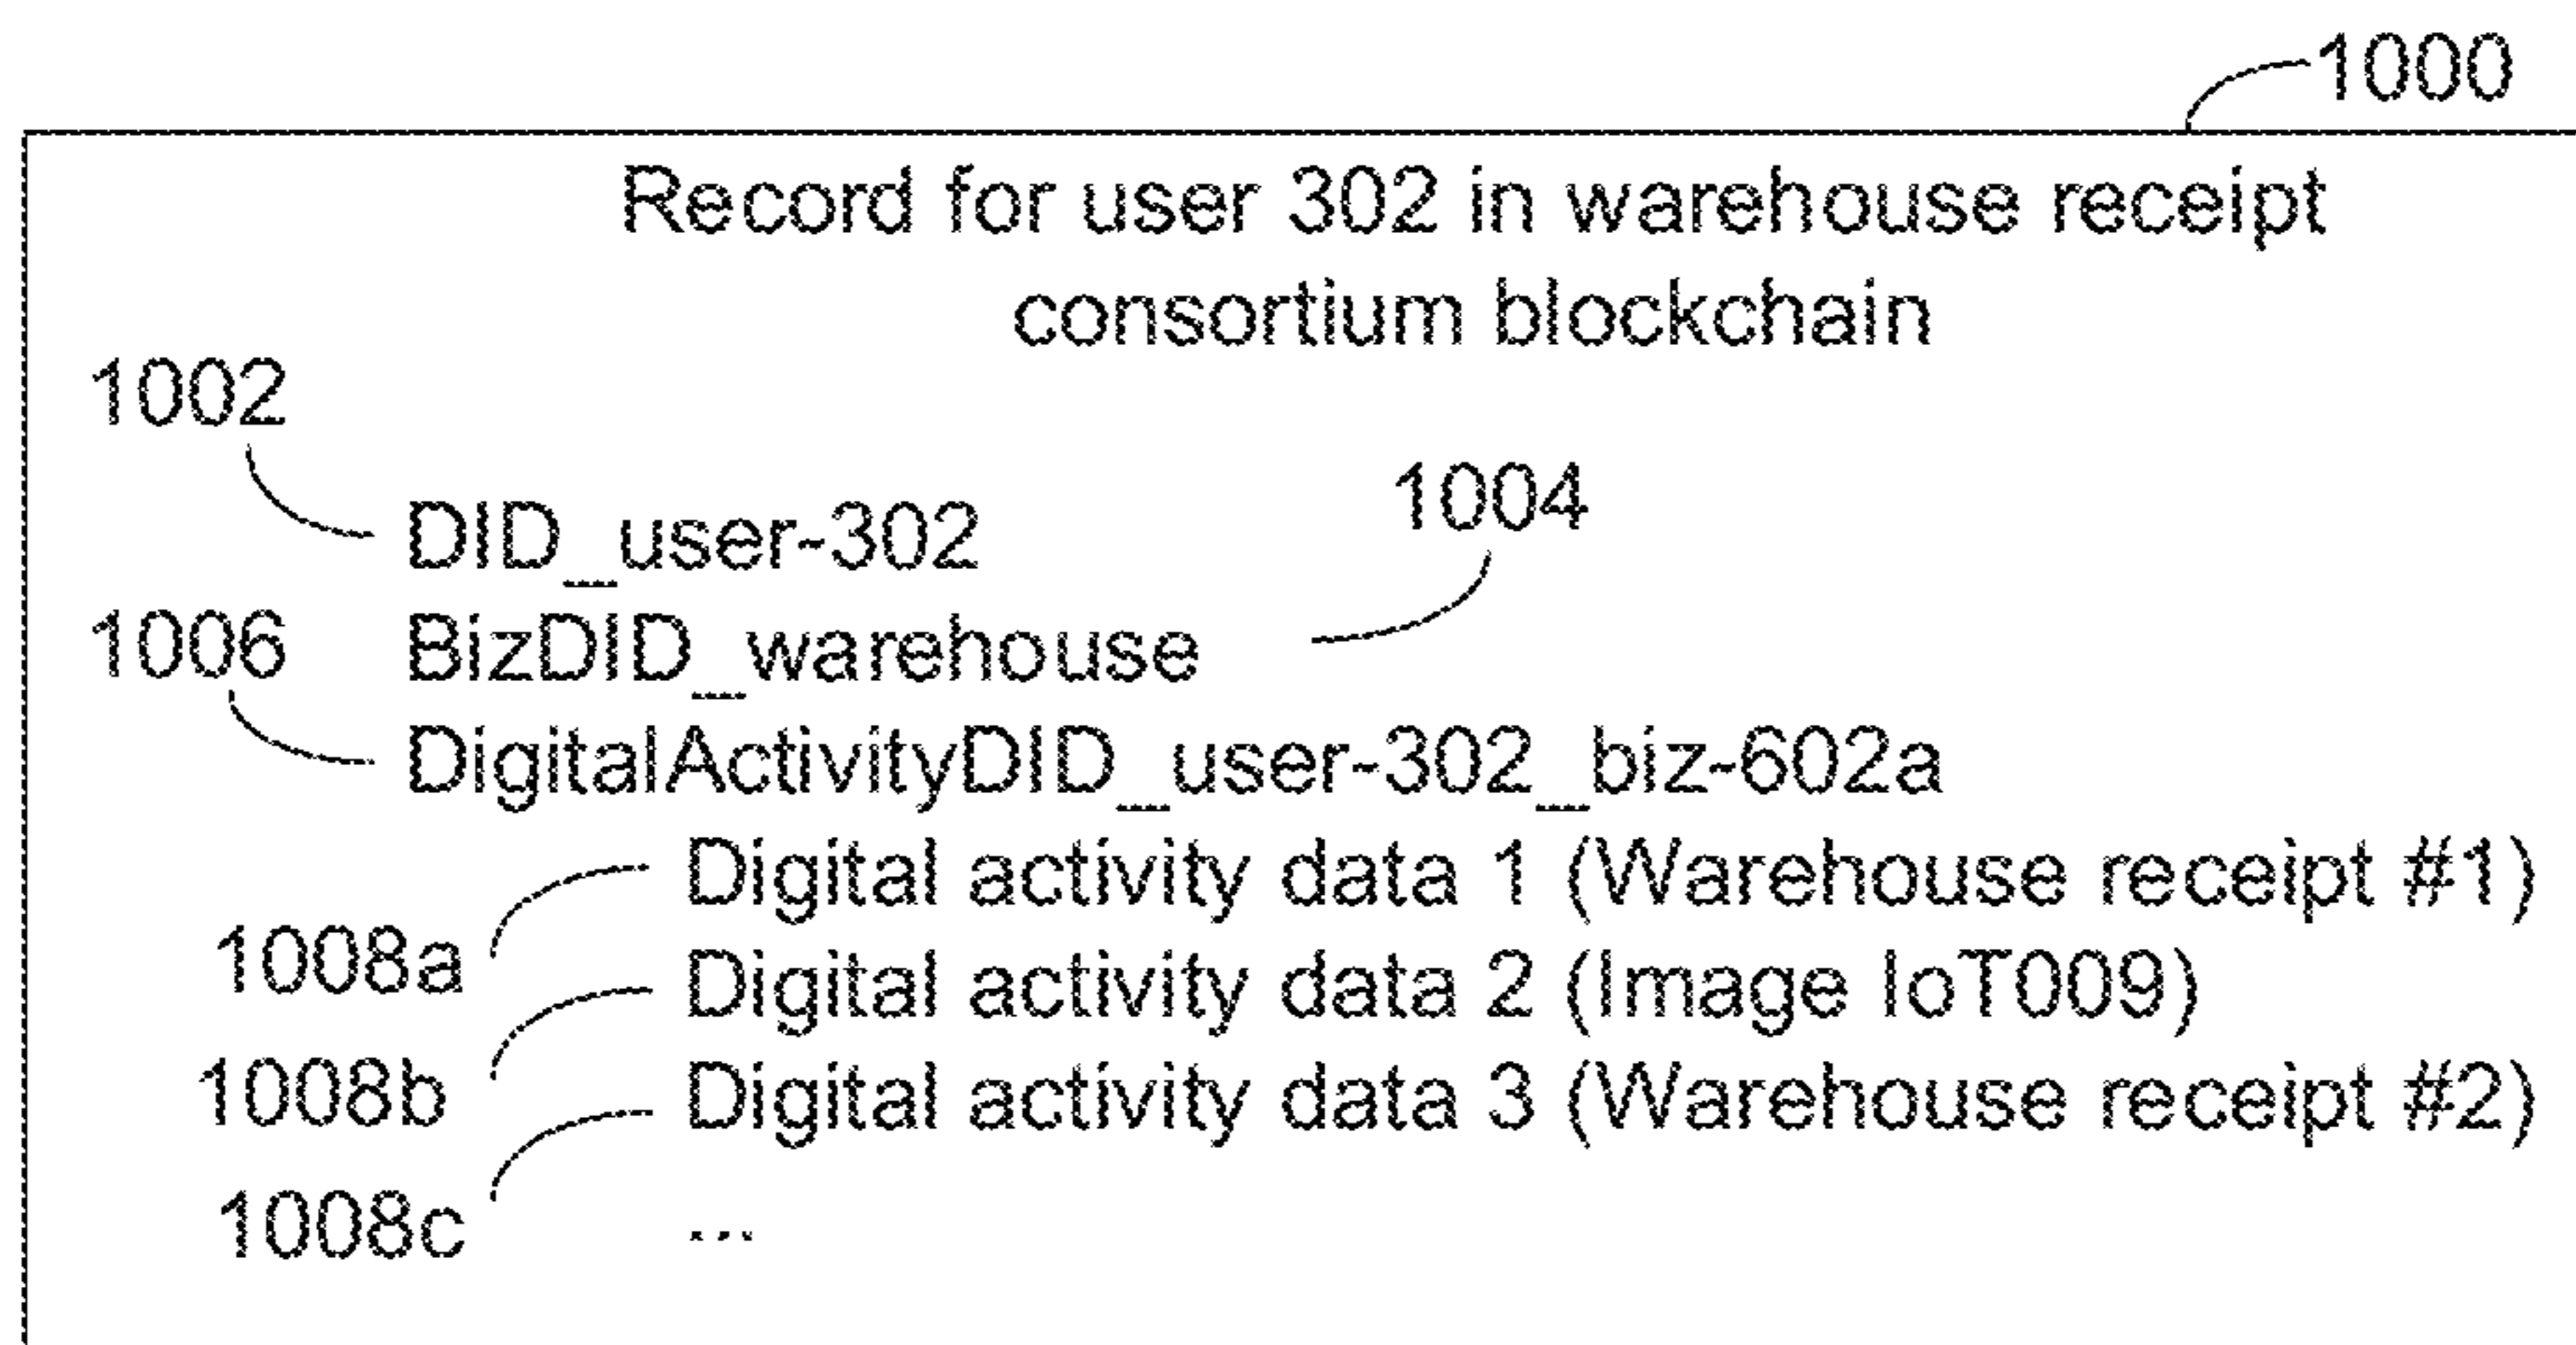 1000
Record for user 302 in warehouse receipt
consortium blockchain
1002
DID_user-302
1004
1006 BizDID_warehouse
DigitalActivityDID_user-302_biz-602a
Digital activity data 1 (Warehouse receipt #1)
1008a
Digital activity data 2 (Image IoT009)
1008b
Digital activity data 3 (Warehouse receipt #2)
1008c ...